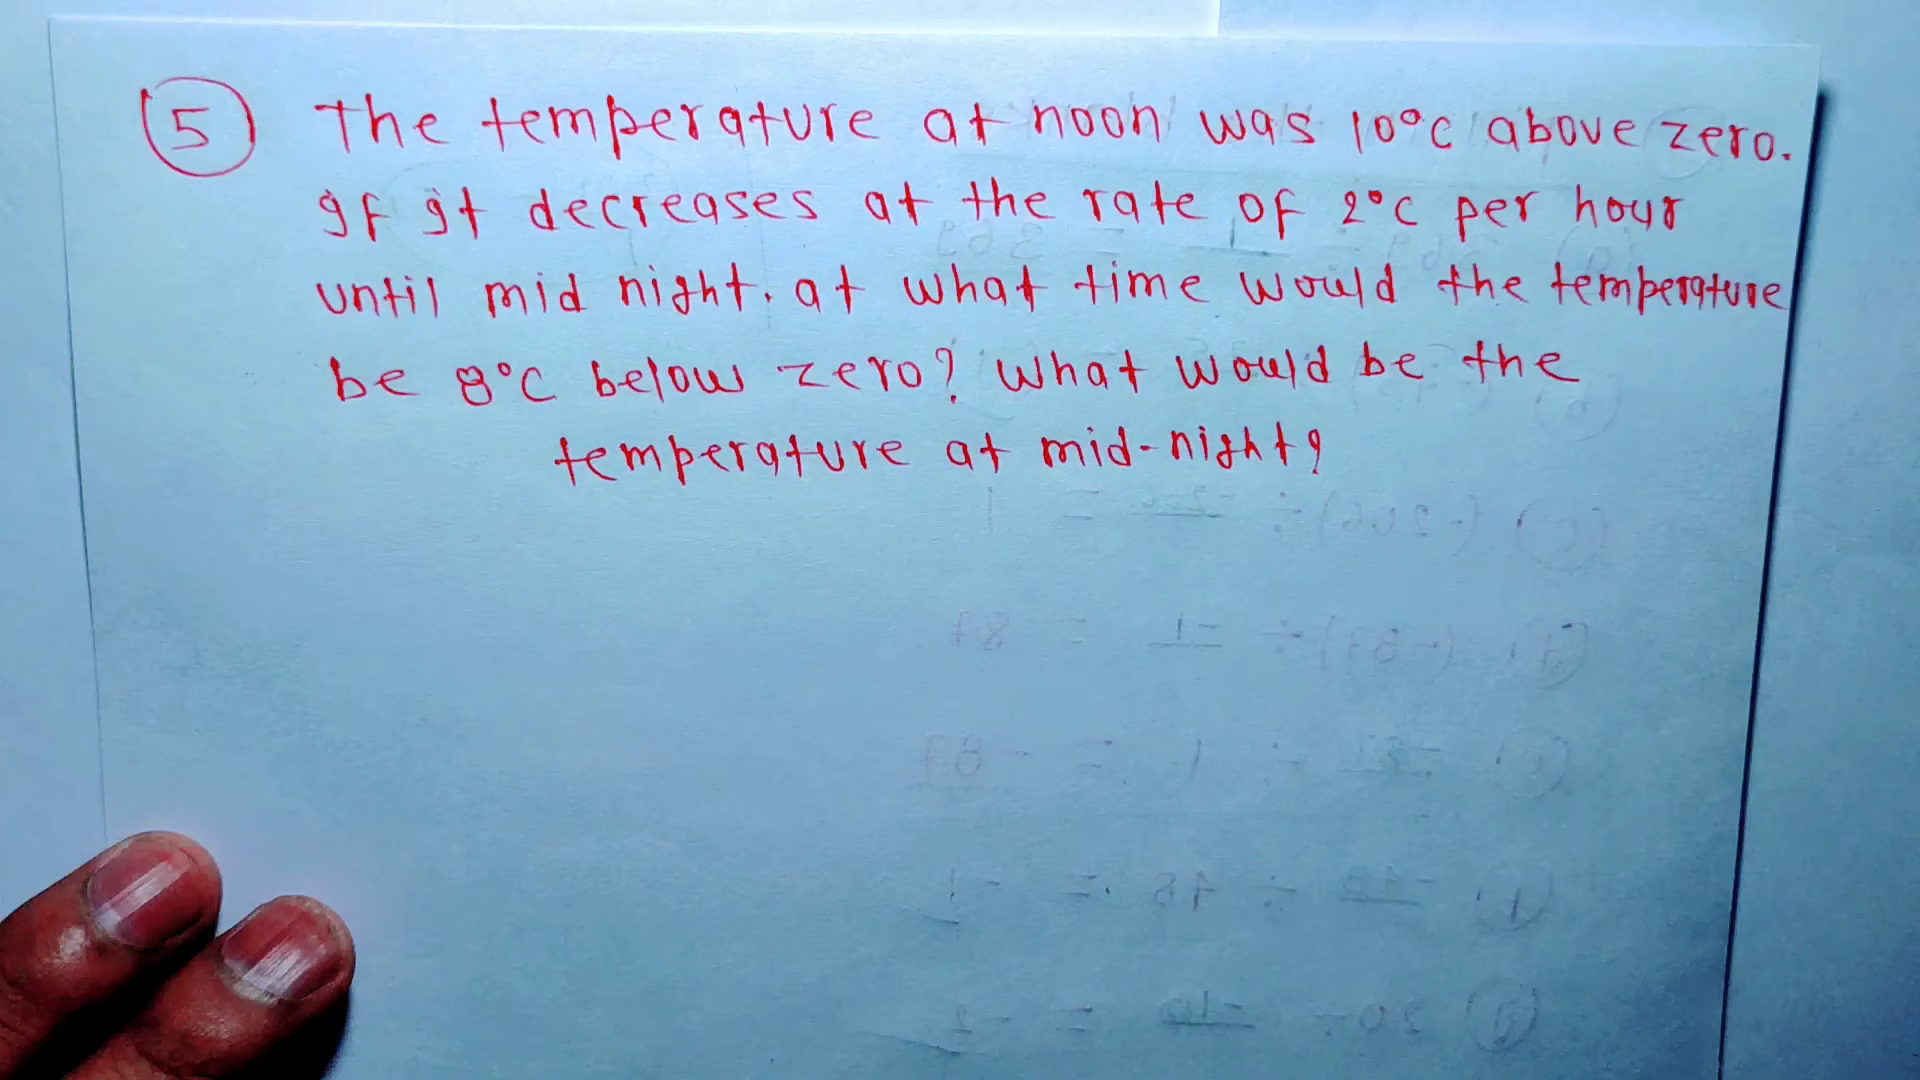 5 The temperature at noon was 10°C above zero.
If It decreases at the rate of 2°C per hour
until mid night. at what time would the temperature
be 8°C below zero? What would be the
temperature at mid-night?